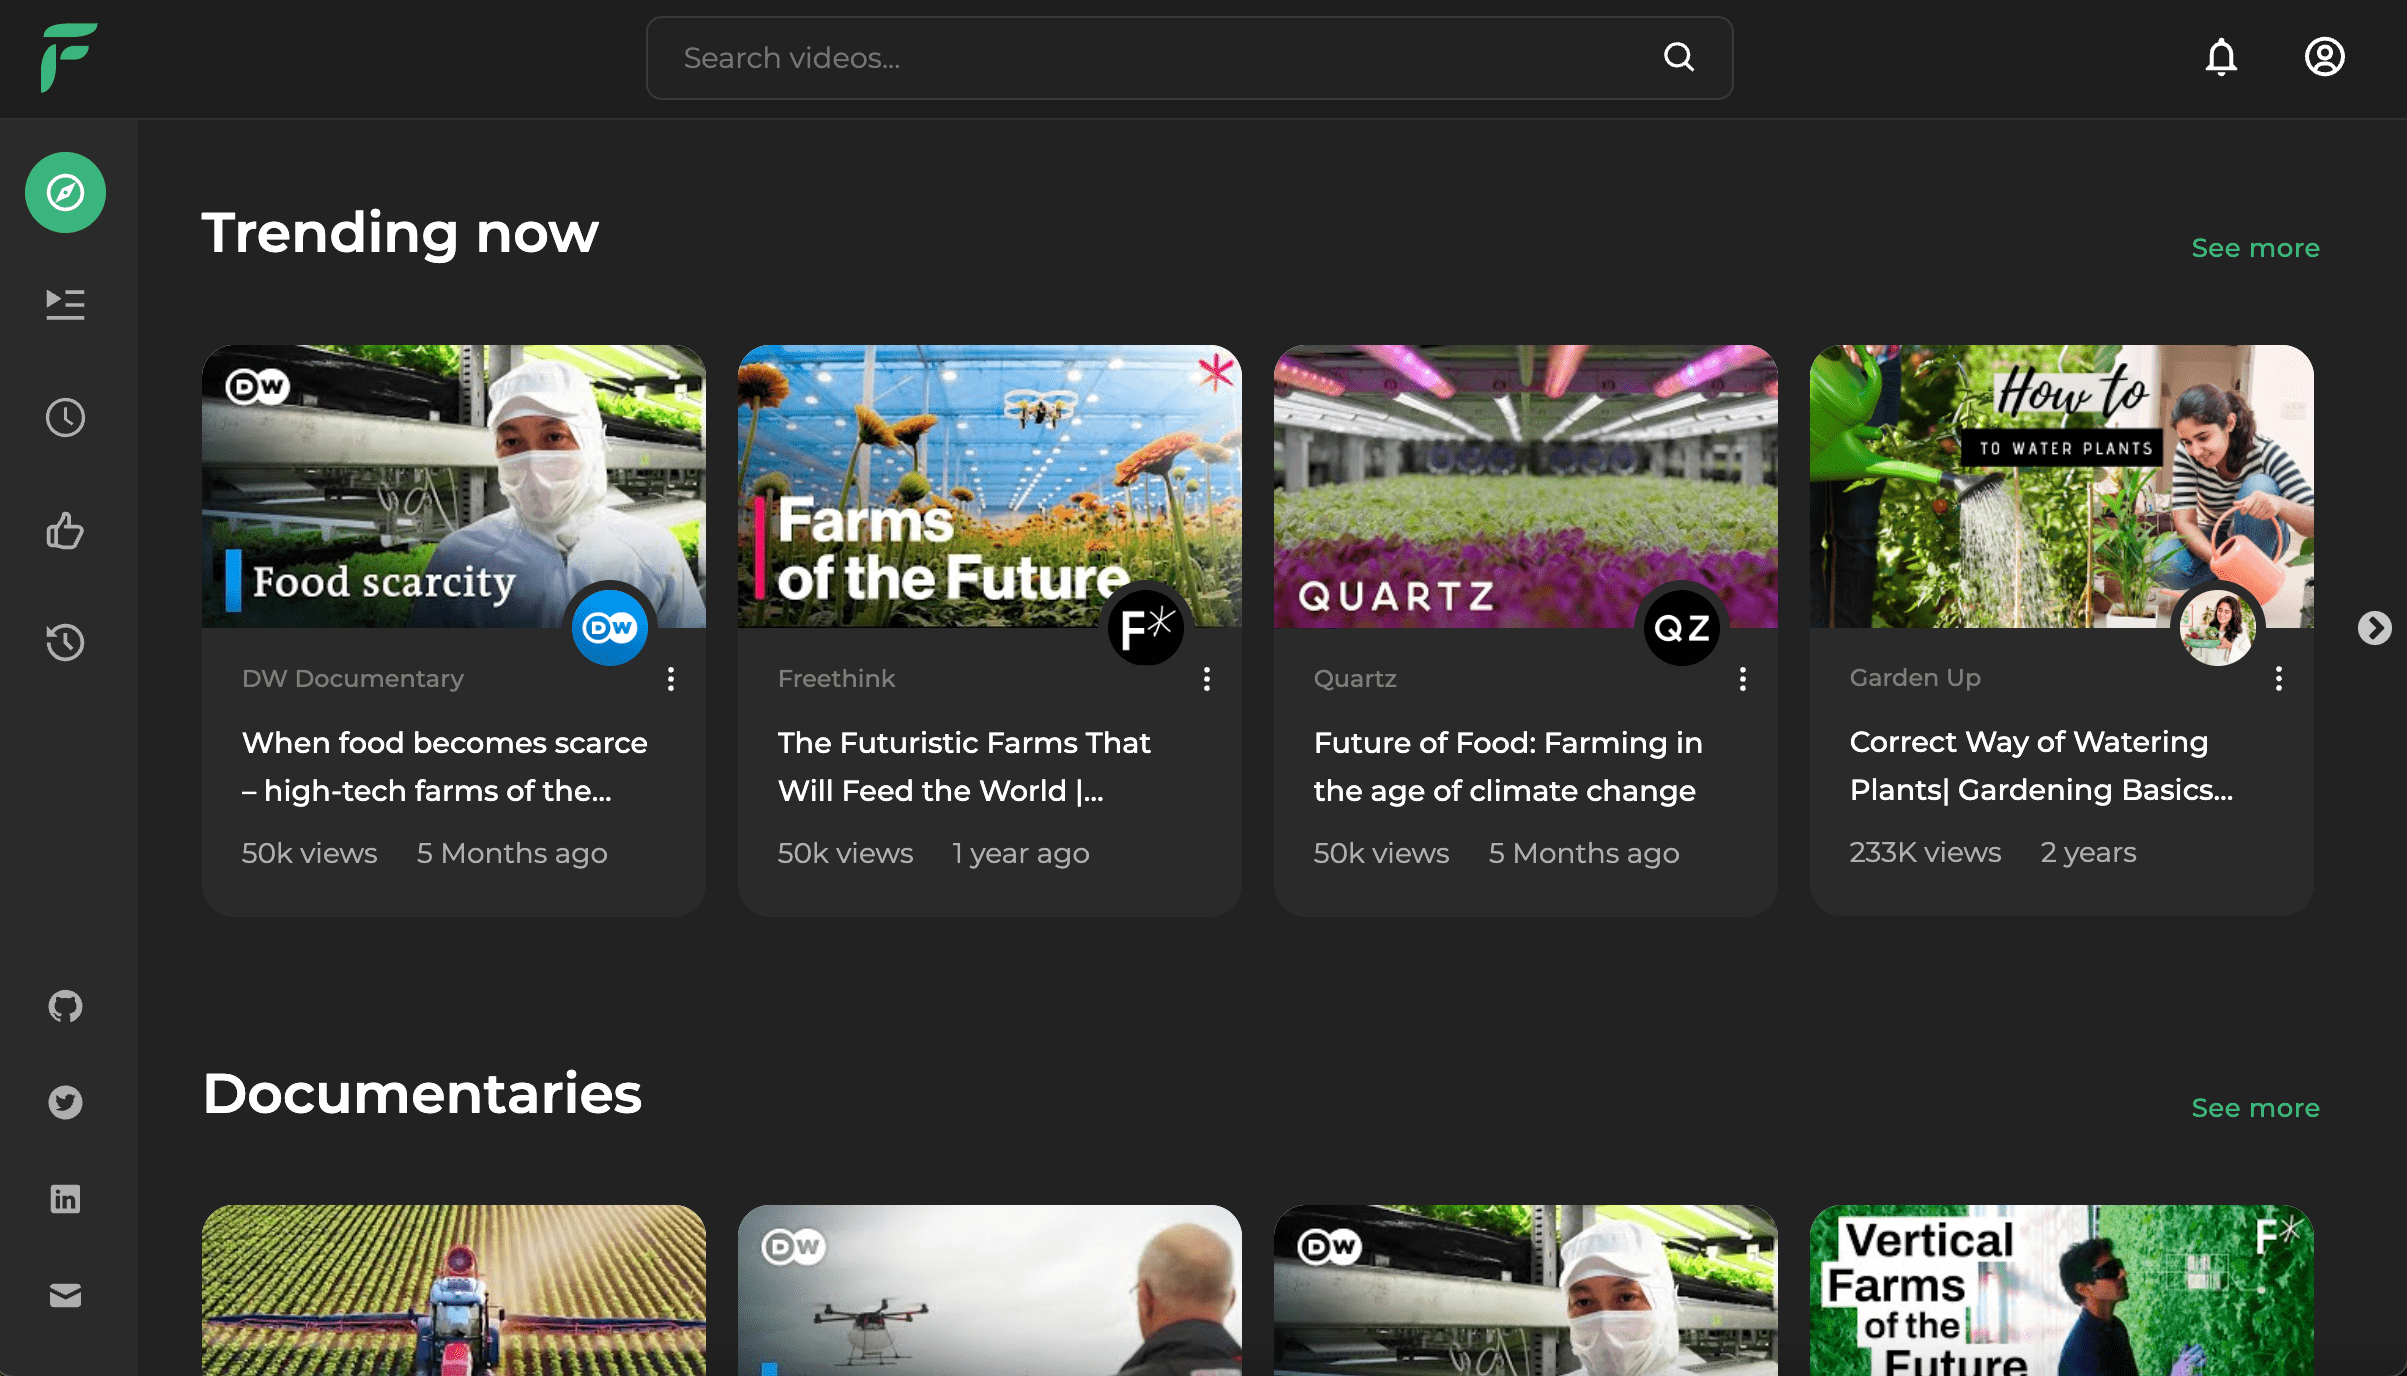 Search videos...
Trending now
See more
DW
Food scarcity
DW
DW Documentary
When food becomes scarce
– high-tech farms of the...
50k views 5 Months ago
Farms
of the Future
F*
Freethink
The Futuristic Farms That
Will Feed the World |...
50k views 1 year ago
QUARTZ
QZ
Quartz
Future of Food: Farming in
the age of climate change
50k views 5 Months ago
How to
TO WATER PLANTS
Garden Up
Correct Way of Watering
Plants| Gardening Basics...
233K views 2 years
Documentaries
See more
in
DW
DW
Vertical
Farms
of the
Future
F*